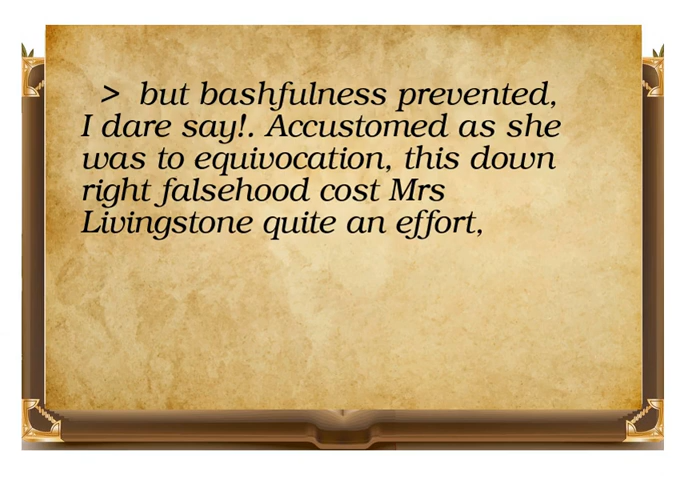 > but bashfulness prevented,
I dare say!. Accustomed as she
was to equivocation, this down
right falsehood cost Mrs
Livingstone quite an effort,